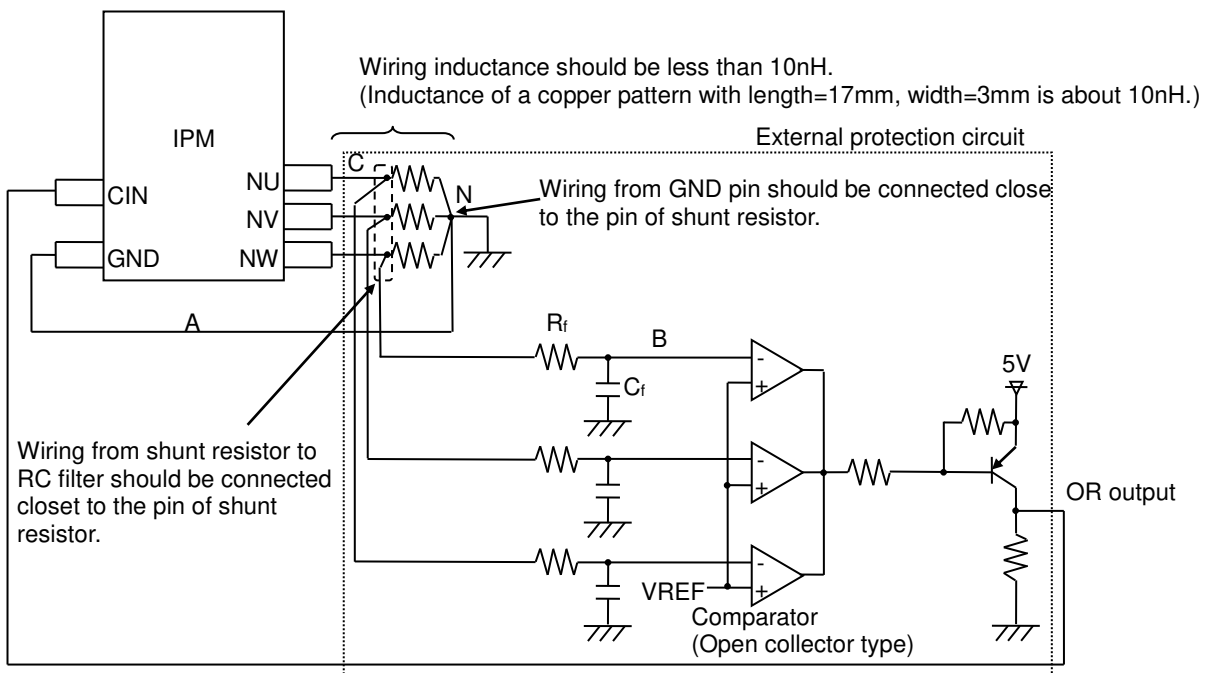 Wiring inductance should be less than 10nH.
(Inductance of a copper pattern with length=17mm, width=3mm is about 10nH.)
External protection circuit
IPM
C
NU
CIN
N
Wiring from GND pin should be connected close
to the pin of shunt resistor.
NV
GND
NW
A
Rf
B
-
+
Cf
5V
Wiring from shunt resistor to
RC filter should be connected
closet to the pin of shunt
resistor.
-
+
OR output
-
VREF
+
Comparator
(Open collector type)